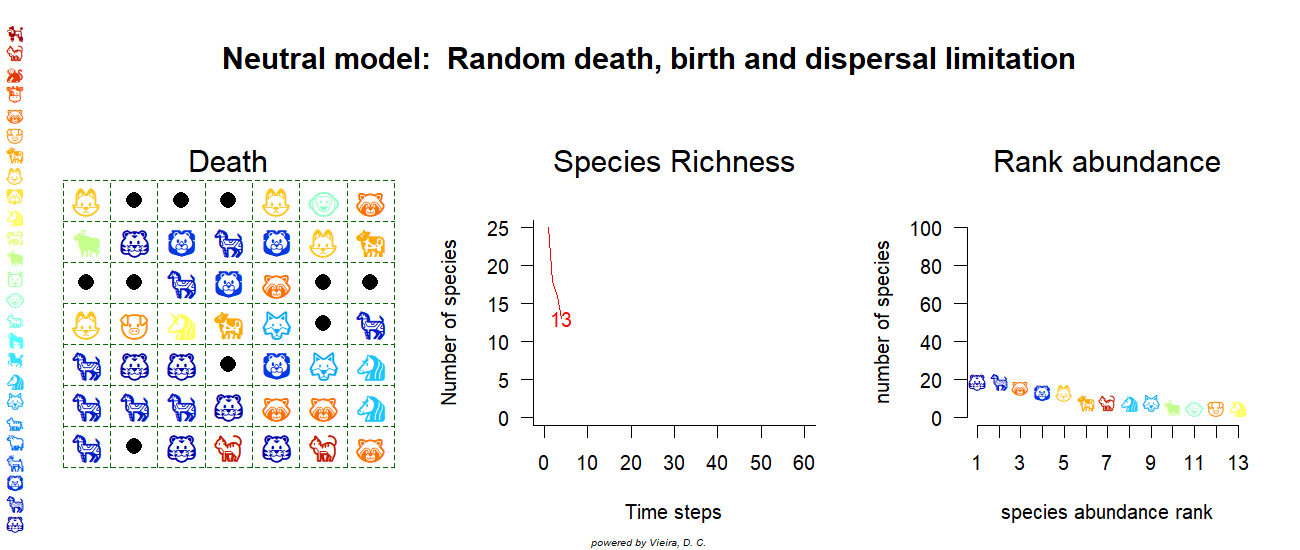 Neutral model:  Random death, birth and dispersal limitation
Death
Species Richness
Number of species
25
20
15
10
5
0
13
0 10 20 30 40 50 60
Time steps
Rank abundance
number of species
100
80
60
40
20
0
1 3 5 7 9 11 13
species abundance rank
powered by Vieira, D. C.